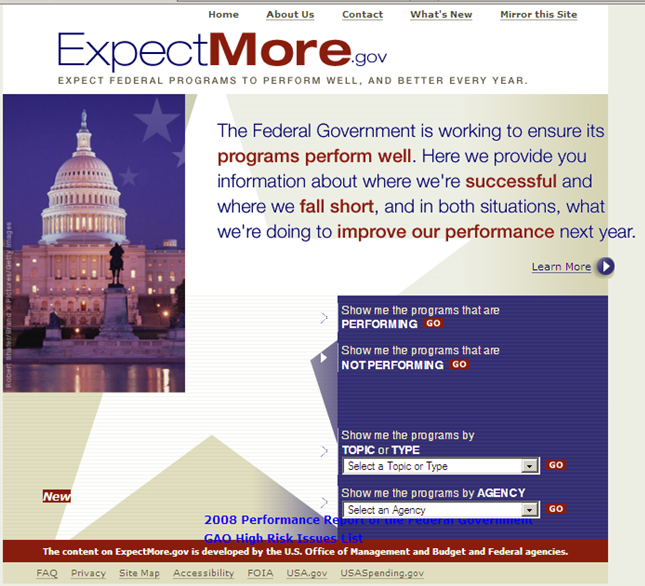 Home About Us Contact What's New Mirror this Site
ExpectMore.gov
EXPECT FEDERAL PROGRAMS TO PERFORM WELL, AND BETTER EVERY YEAR.
The Federal Government is working to ensure its
programs perform well. Here we provide you
information about where we're successful and
where we fall short, and in both situations, what
we're doing to improve our performance next year.
Learn More
Robert Shafer/Brand X Pictures/Getty Images
Show me the programs that are
PERFORMING GO
Show me the programs that are
NOT PERFORMING GO
Show me the programs by
TOPIC or TYPE
Select a Topic or Type GO
Show me the programs by AGENCY
Select an Agency GO
New
2008 Performance Report of the Federal Government
GAO High Risk Issues List
The content on ExpectMore.gov is developed by the U.S. Office of Management and Budget and Federal agencies.
FAQ Privacy Site Map Accessibility FOIA USA.gov USASpending.gov